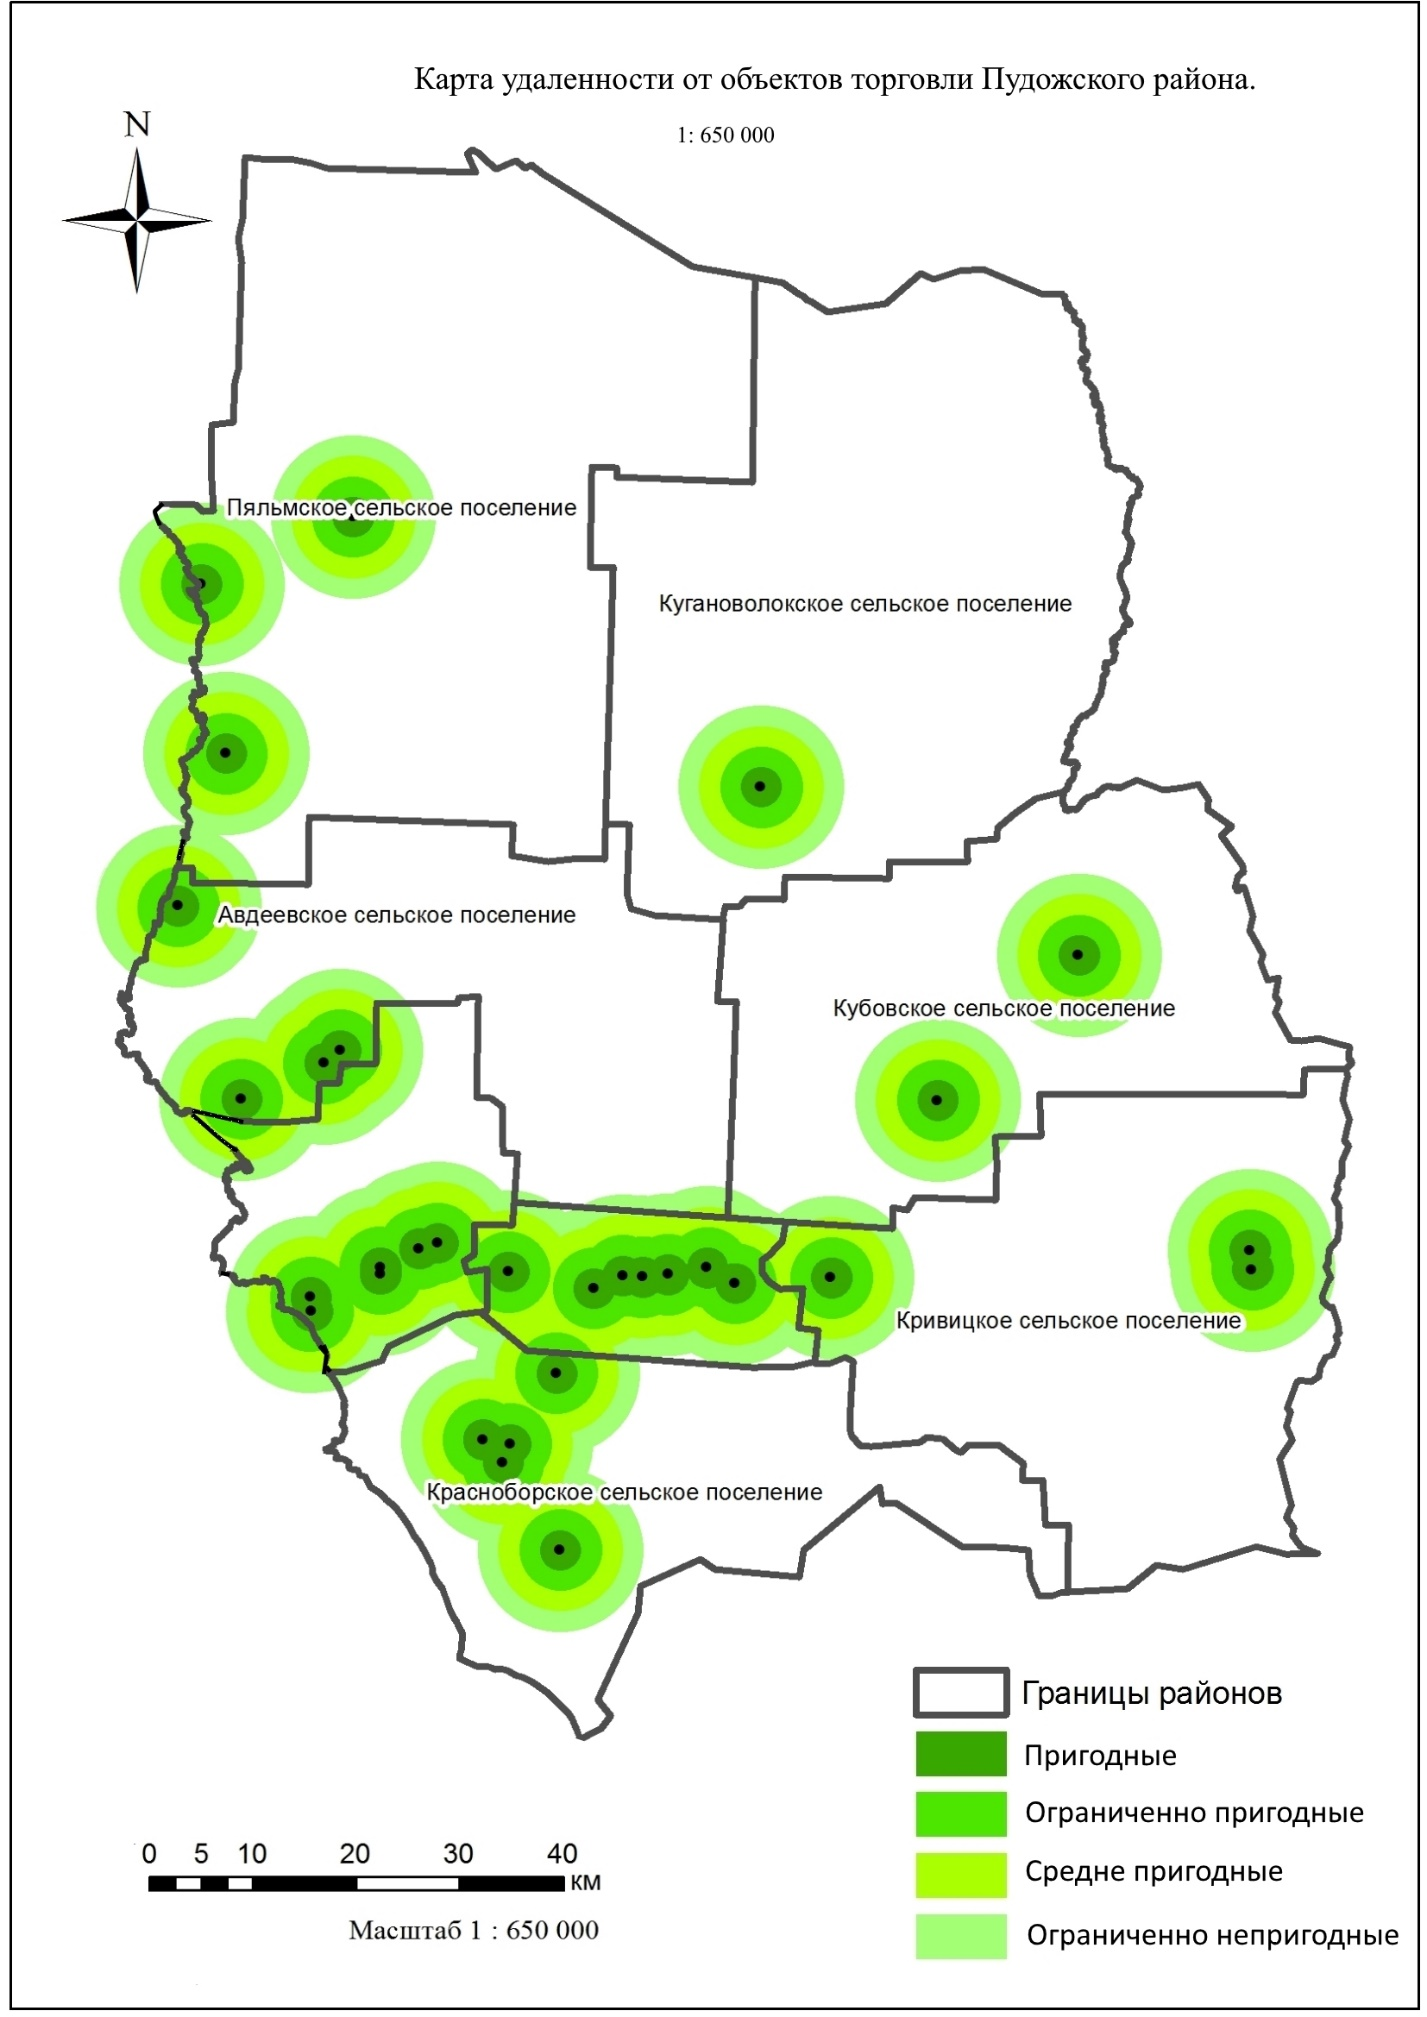 Карта удаленности от объектов торговли Пудожского района.
1: 650 000
N
Пяльмское сельское поселение
Кугановолокское сельское поселение
Авдеевское сельское поселение
Кубовское сельское поселение
Кривицкое сельское поселение
Красноборское сельское поселение
Границы районов
Пригодные
Ограниченно пригодные
Средне пригодные
Ограниченно непригодные
0 5 10 20 30 40
км
Масштаб 1 : 650 000